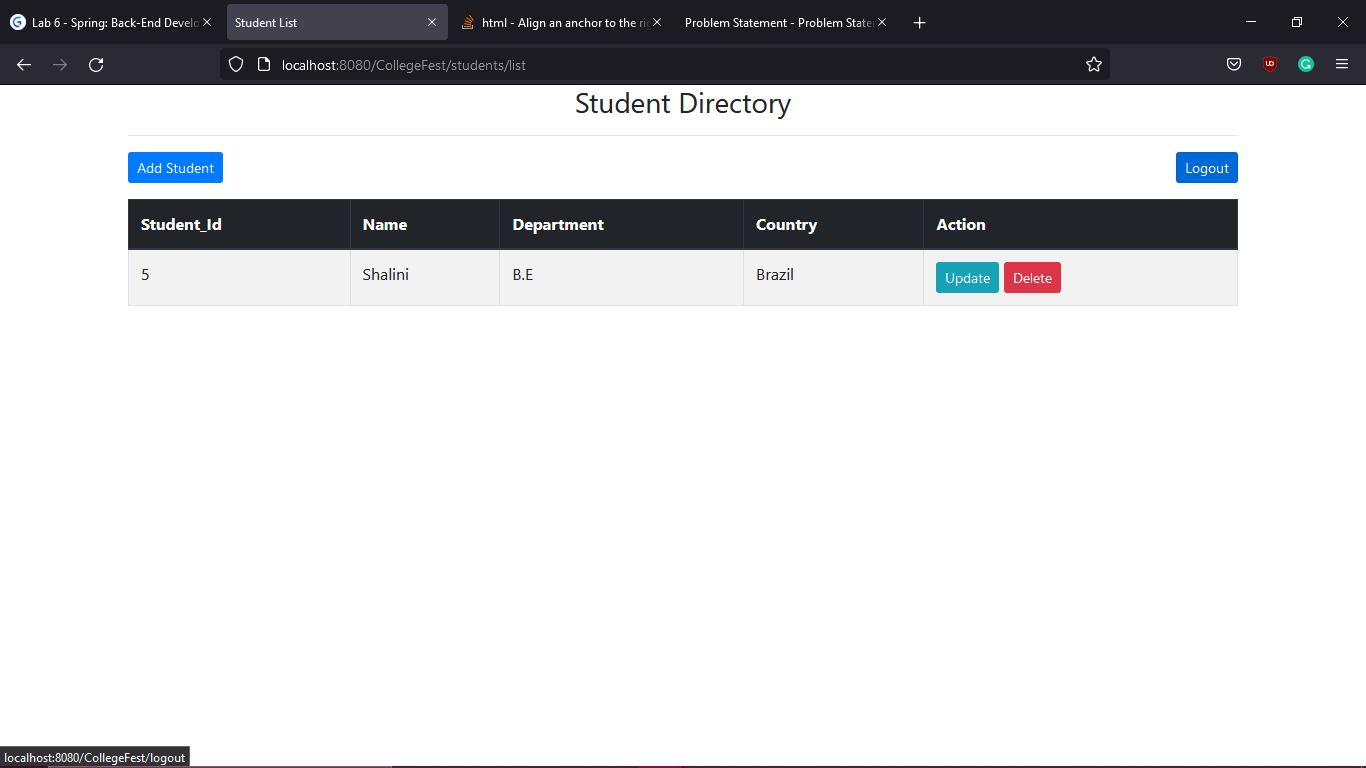 Lab 6 - Spring: Back-End Develo
Student List
html - Align an anchor to the rig
Problem Statement - Problem State
localhost:8080/CollegeFest/students/list
Student Directory
Add Student Logout
Student_Id Name Department Country Action
5 Shalini B.E Brazil Update Delete
localhost:8080/CollegeFest/logout